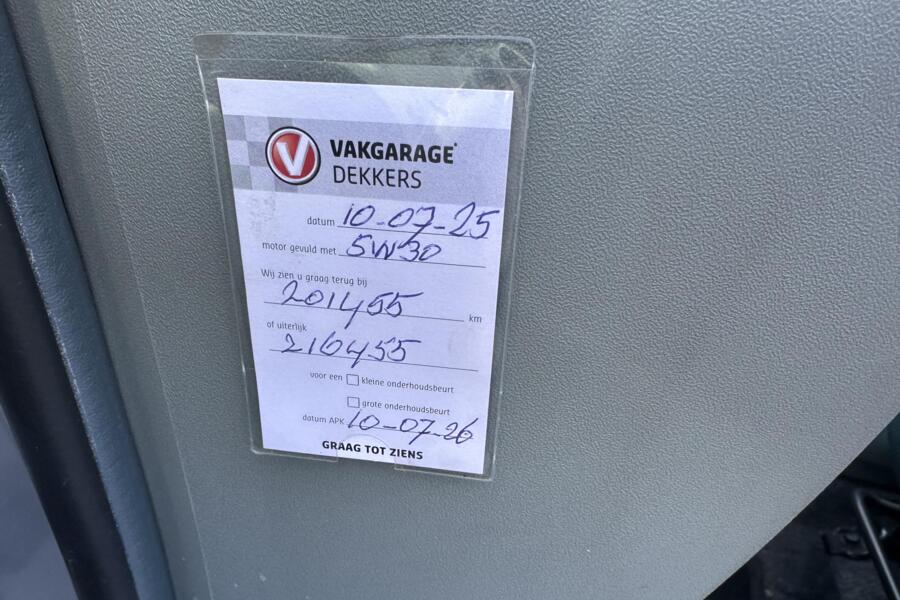 V
VAKGARAGE
DEKKERS
datum 10-07-25
motor gevuld met 5W30
Wij zien u graag terug bij
201455 km
of uiterlijk
216455
voor een kleine onderhoudsbeurt
grote onderhoudsbeurt
datum APK 10-07-26
GRAAG TOT ZIENS